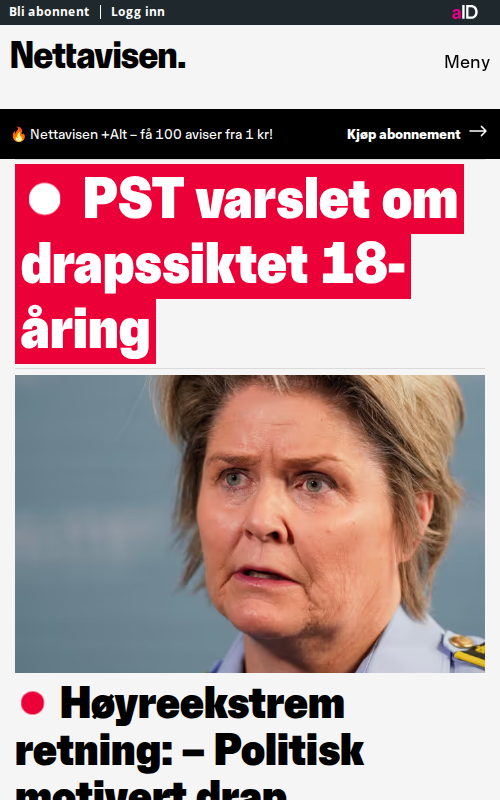 Bli abonnent | Logg inn
aID
Nettavisen.
Meny
🔥 Nettavisen +Alt – få 100 aviser fra 1 kr!
Kjøp abonnement →
PST varslet om
drapssiktet 18-
åring
Høyreekstrem
retning: – Politisk
motivert drap